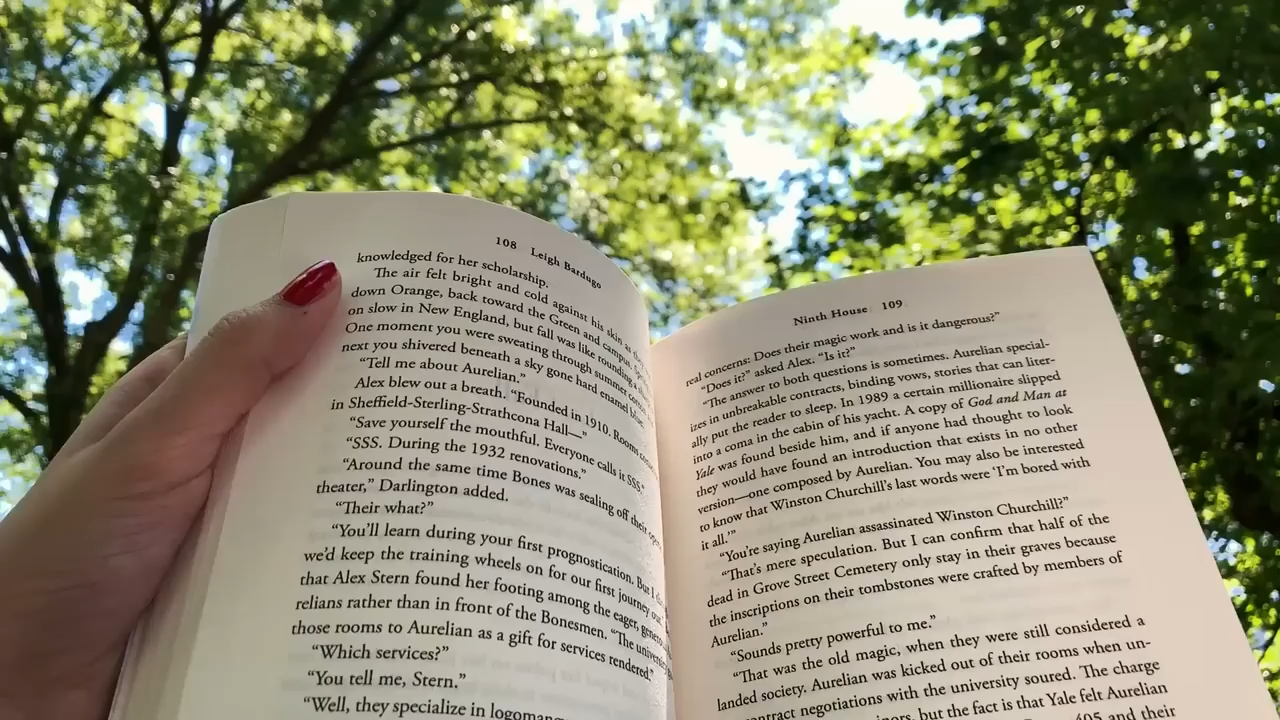 108 Leigh Bardugo
knowledged for her scholarship.
The air felt bright and cold against his skin as
down Orange, back toward the Green and campus.
on slow in New England, but fall was like rounding a
One moment you were sweating through summer
next you shivered beneath a sky gone hard, enamel blue.
“Tell me about Aurelian.”
Alex blew out a breath. “Founded in 1910. Rooms
in Sheffield-Sterling-Strathcona Hall—”
“Save yourself the mouthful. Everyone calls it SSS.”
“SSS. During the 1932 renovations.”
“Around the same time Bones was sealing off their
theater,” Darlington added.
“Their what?”
“You’ll learn during your first prognostication. But I
we’d keep the training wheels on for our first journey out.
that Alex Stern found her footing among the eager,
relians rather than in front of the Bonesmen. “The
those rooms to Aurelian as a gift for services rendered.”
“Which services?”
“You tell me, Stern.”
“Well, they specialize in
Ninth House 109
real concerns: Does their magic work and is it dangerous?”
“Does it?” asked Alex. “Is it?”
“The answer to both questions is sometimes. Aurelian special-
izes in unbreakable contracts, binding vows, stories that can liter-
ally put the reader to sleep. In 1989 a certain millionaire slipped
into a coma in the cabin of his yacht. A copy of God and Man at
Yale was found beside him, and if anyone had thought to look
they would have found an introduction that exists in no other
version—one composed by Aurelian. You may also be interested
to know that Winston Churchill’s last words were ‘I’m bored with
it all.’”
“You’re saying Aurelian assassinated Winston Churchill?”
“That’s mere speculation. But I can confirm that half of the
dead in Grove Street Cemetery only stay in their graves because
the inscriptions on their tombstones were crafted by members of
Aurelian.”
“Sounds pretty powerful to me.”
“That was the old magic, when they were still considered a
landed society. Aurelian was kicked out of their rooms when un-
contract negotiations with the university soured. The charge
but the fact is that Yale felt Aurelian
and their